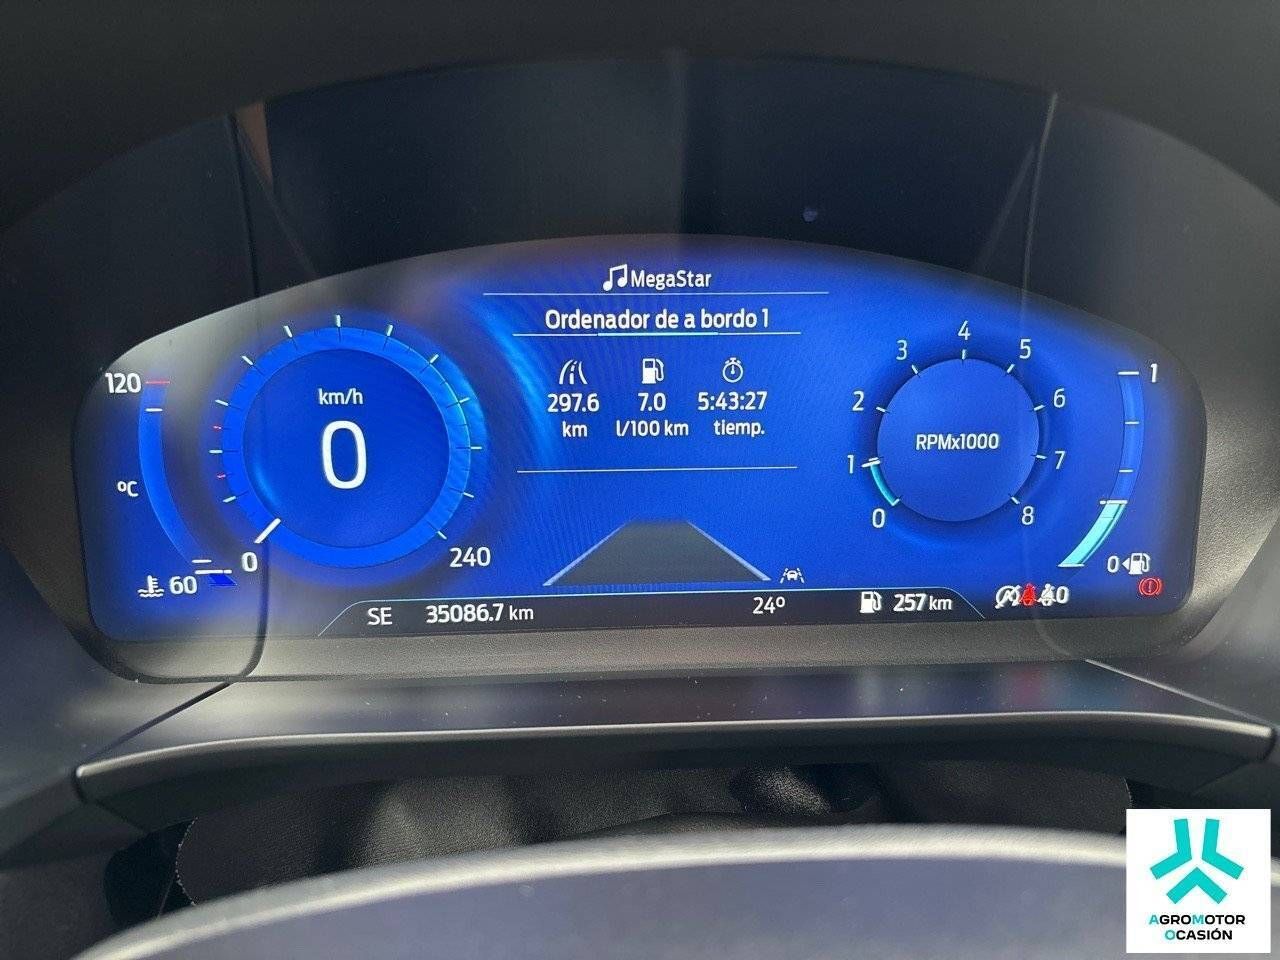 MegaStar
Ordenador de a bordo 1
297.6 7.0 5:43:27
km l/100 km tiemp.
120
°C
60
km/h
0
0 240
4
3 5
2 6
RPMx1000
1 7
0 8
1
0
SE 35086.7 km 24° 257 km
AGROMOTOR
OCASIÓN